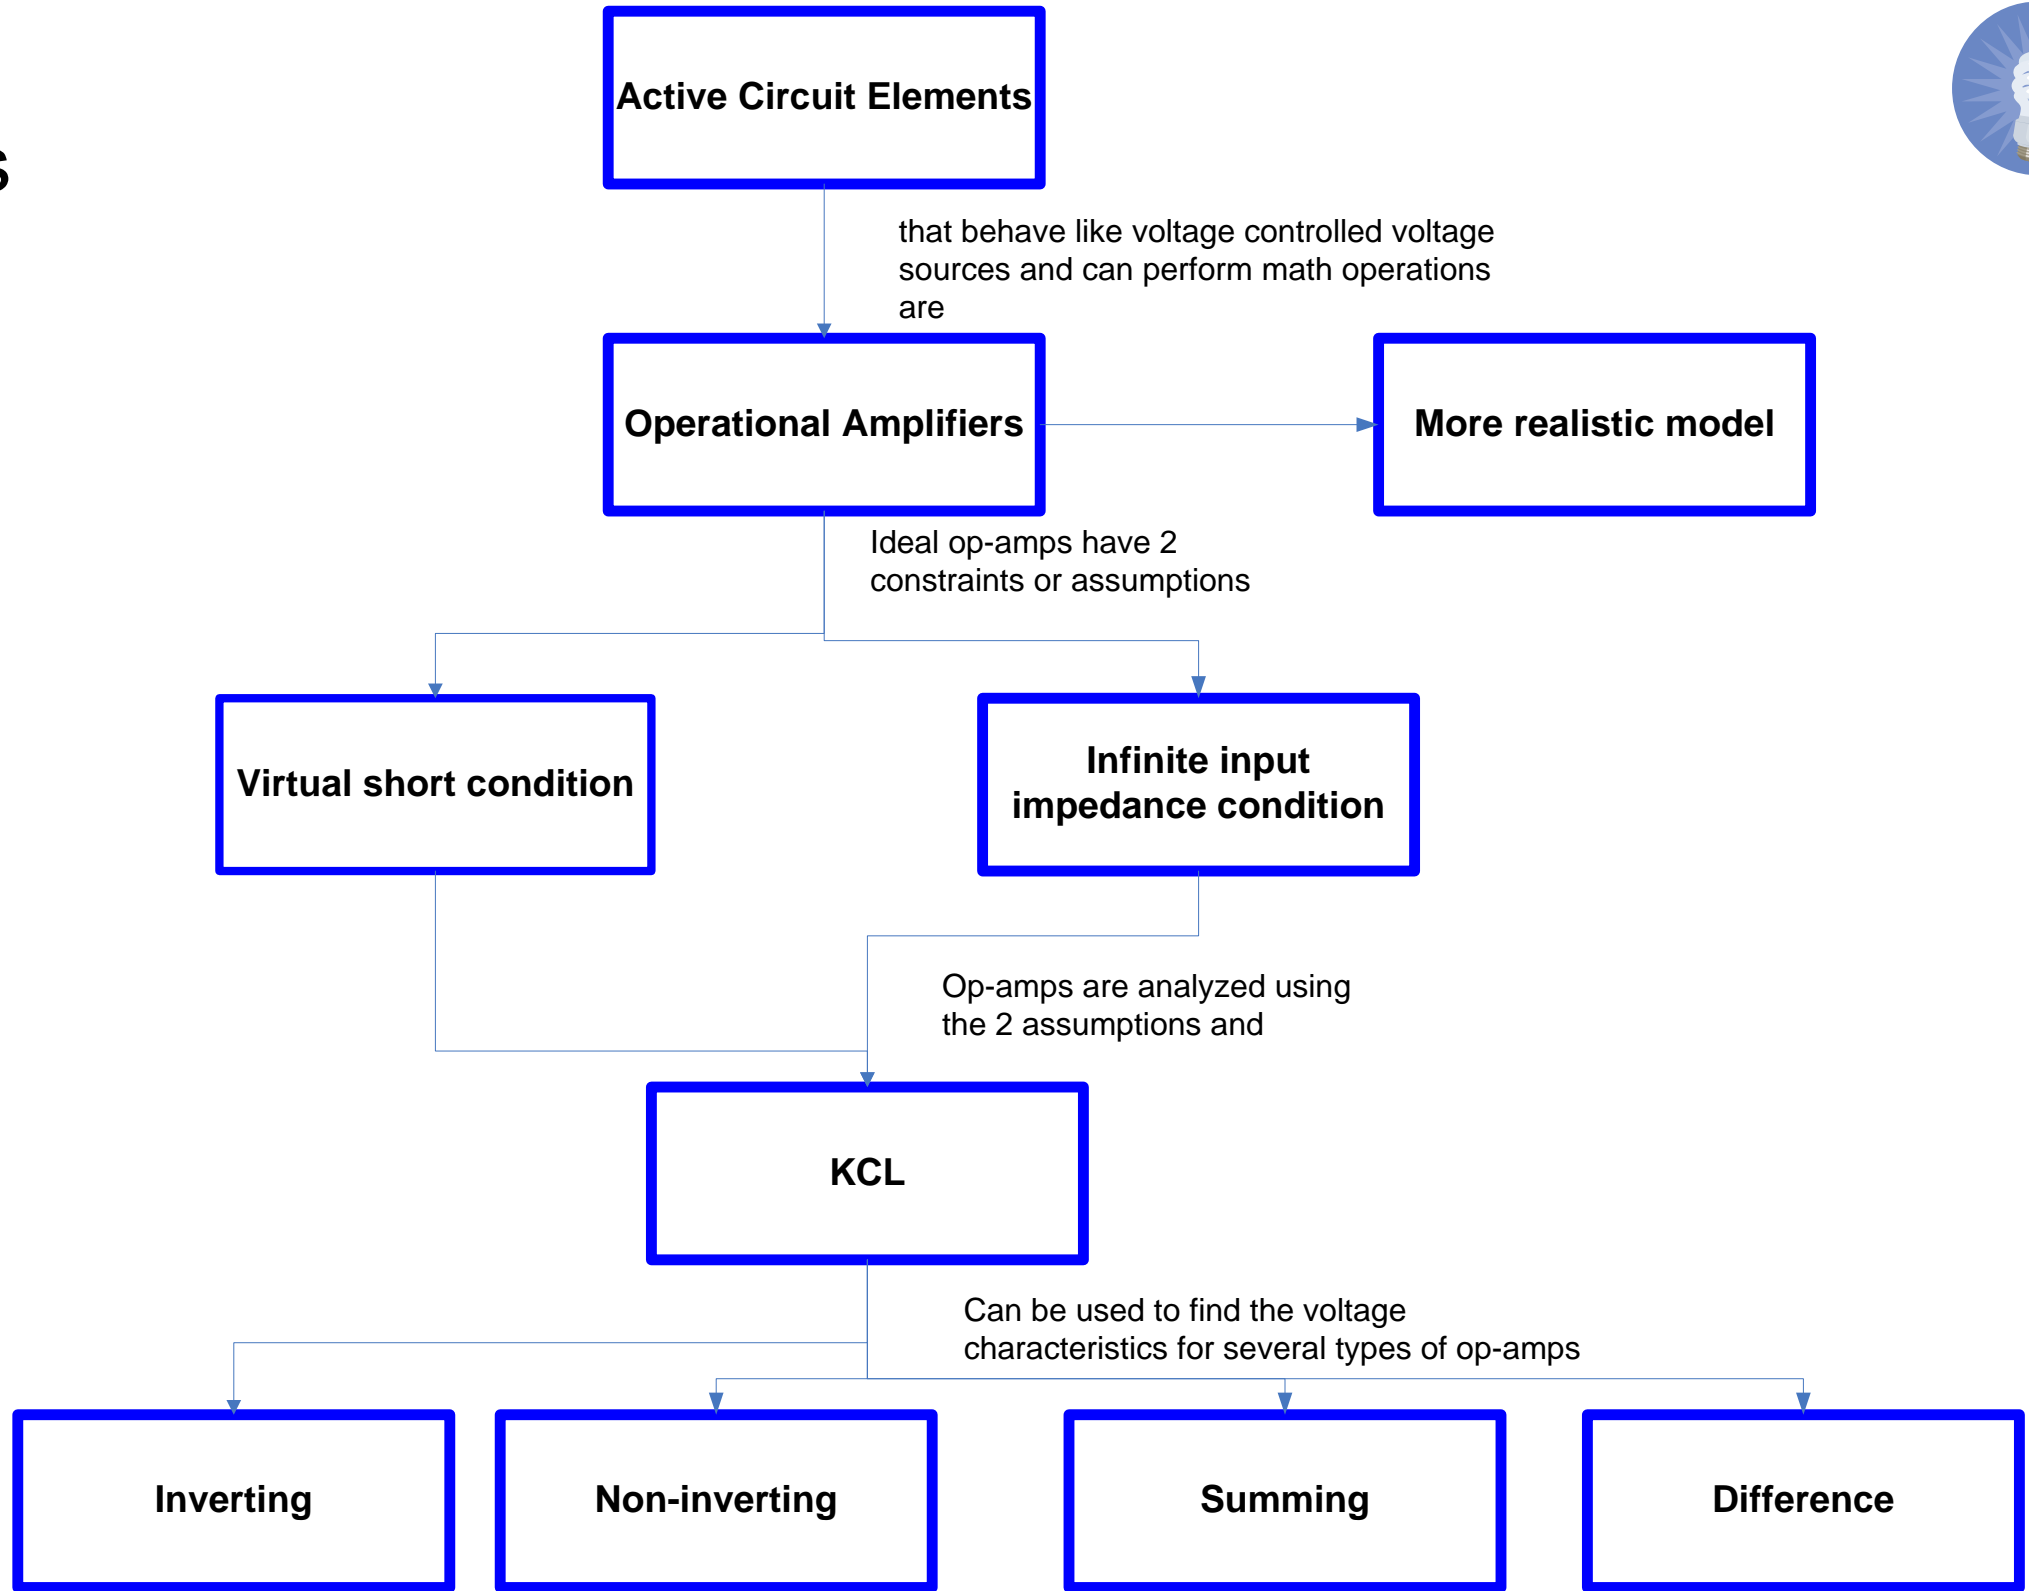 Active Circuit Elements
s
that behave like voltage controlled voltage
sources and can perform math operations
are
Operational Amplifiers
More realistic model
Ideal op-amps have 2
constraints or assumptions
Virtual short condition
Infinite input
impedance condition
Op-amps are analyzed using
the 2 assumptions and
KCL
Can be used to find the voltage
characteristics for several types of op-amps
Inverting
Non-inverting
Summing
Difference